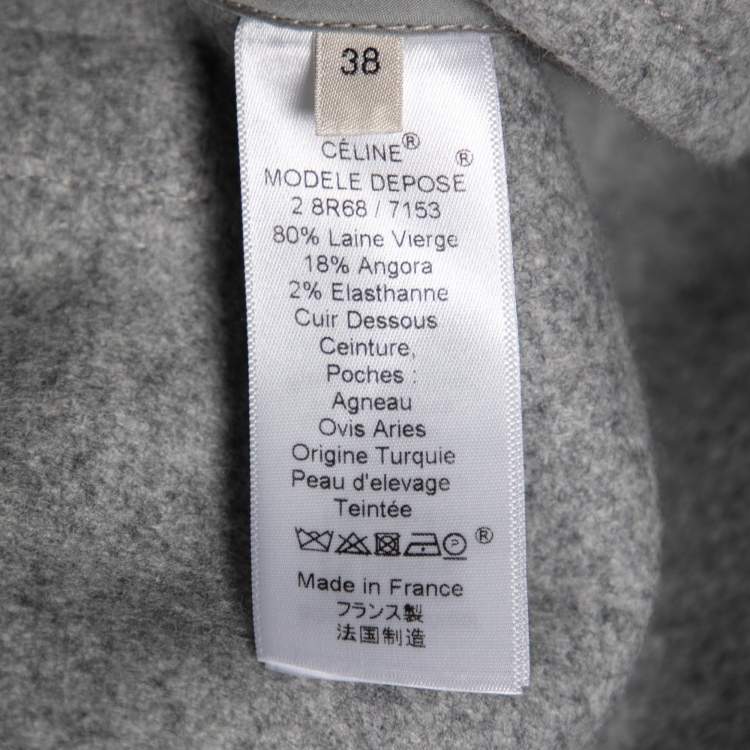 38
CÉLINE®
MODELE DEPOSE ®
2 8R68 / 7153
80% Laine Vierge
18% Angora
2% Elasthanne
Cuir Dessous
Ceinture,
Poches :
Agneau
Ovis Aries
Origine Turquie
Peau d'elevage
Teintée
P ®
Made in France
フランス製
法国制造